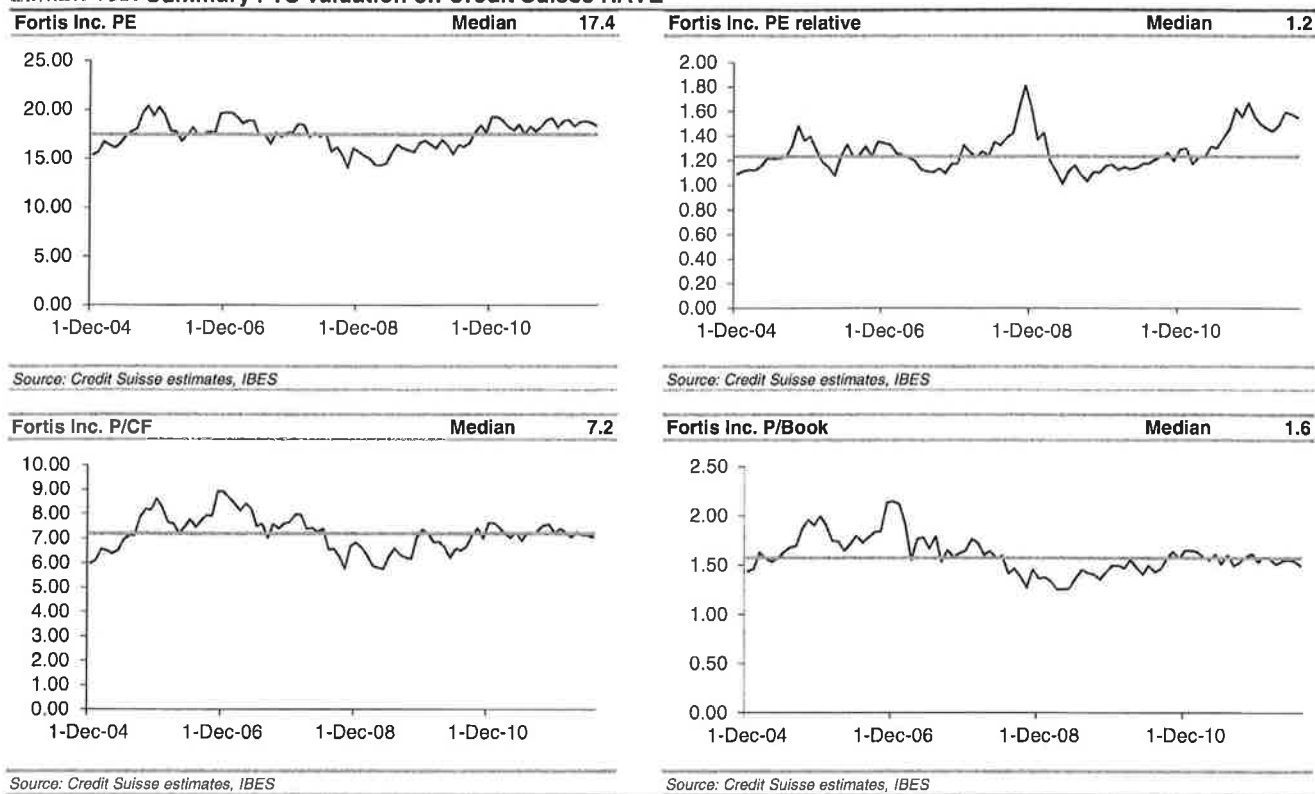 Summary FTS valuation on Credit Suisse HAVE
Fortis Inc. PE Median 17.4
25.00
20.00
15.00
10.00
5.00
0.00
1-Dec-04 1-Dec-06 1-Dec-08 1-Dec-10
Source: Credit Suisse estimates, IBES
Fortis Inc. PE relative Median 1.2
2.00
1.80
1.60
1.40
1.20
1.00
0.80
0.60
0.40
0.20
0.00
1-Dec-04 1-Dec-06 1-Dec-08 1-Dec-10
Source: Credit Suisse estimates, IBES
Fortis Inc. P/CF Median 7.2
10.00
9.00
8.00
7.00
6.00
5.00
4.00
3.00
2.00
1.00
0.00
1-Dec-04 1-Dec-06 1-Dec-08 1-Dec-10
Source: Credit Suisse estimates, IBES
Fortis Inc. P/Book Median 1.6
2.50
2.00
1.50
1.00
0.50
0.00
1-Dec-04 1-Dec-06 1-Dec-08 1-Dec-10
Source: Credit Suisse estimates, IBES